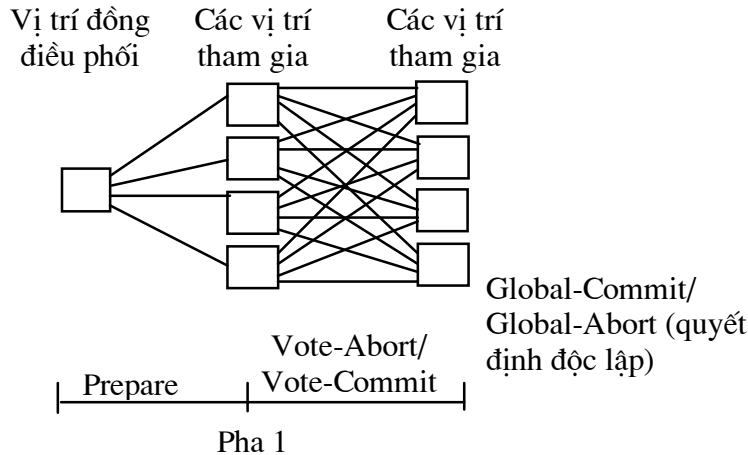 Vị trí đồng
điều phối
Các vị trí
tham gia
Các vị trí
tham gia
Global-Commit/
Global-Abort (quyết
định độc lập)
Vote-Abort/
Vote-Commit
Prepare
Pha 1